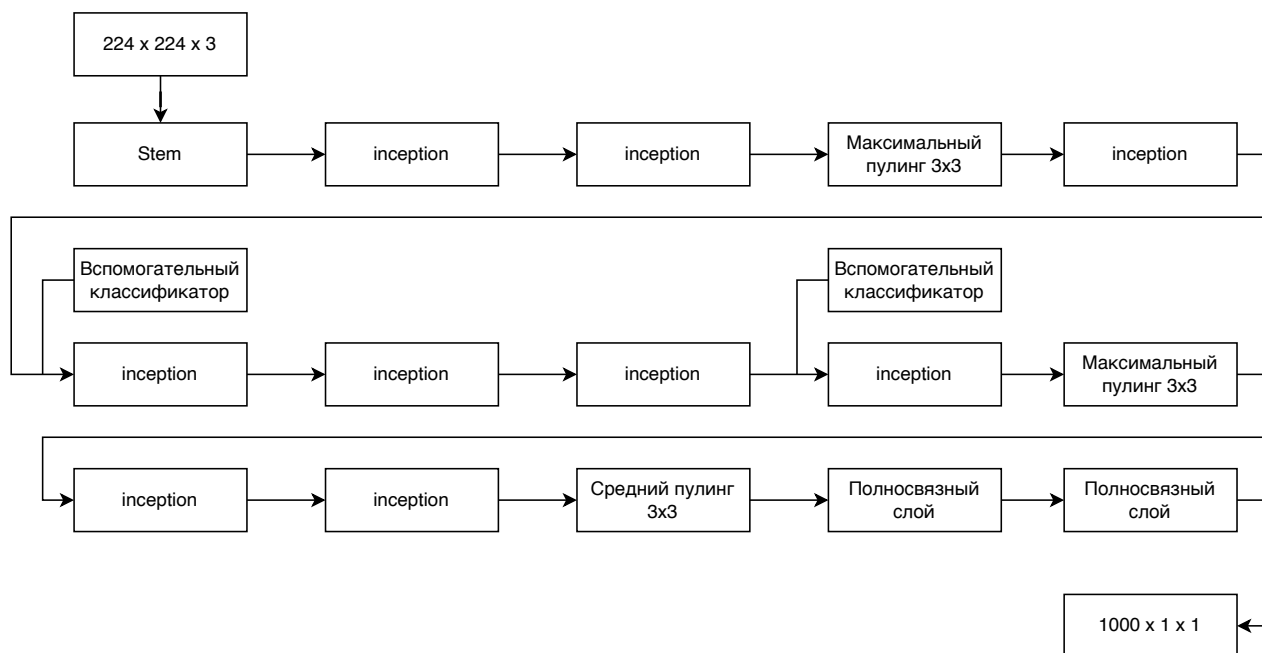 224 x 224 x 3
Stem
inception
inception
Максимальный
пулинг 3x3
inception
Вспомогательный
классификатор
Вспомогательный
классификатор
inception
inception
inception
inception
Максимальный
пулинг 3x3
inception
inception
Средний пулинг
3x3
Полносвязный
слой
Полносвязный
слой
1000 x 1 x 1